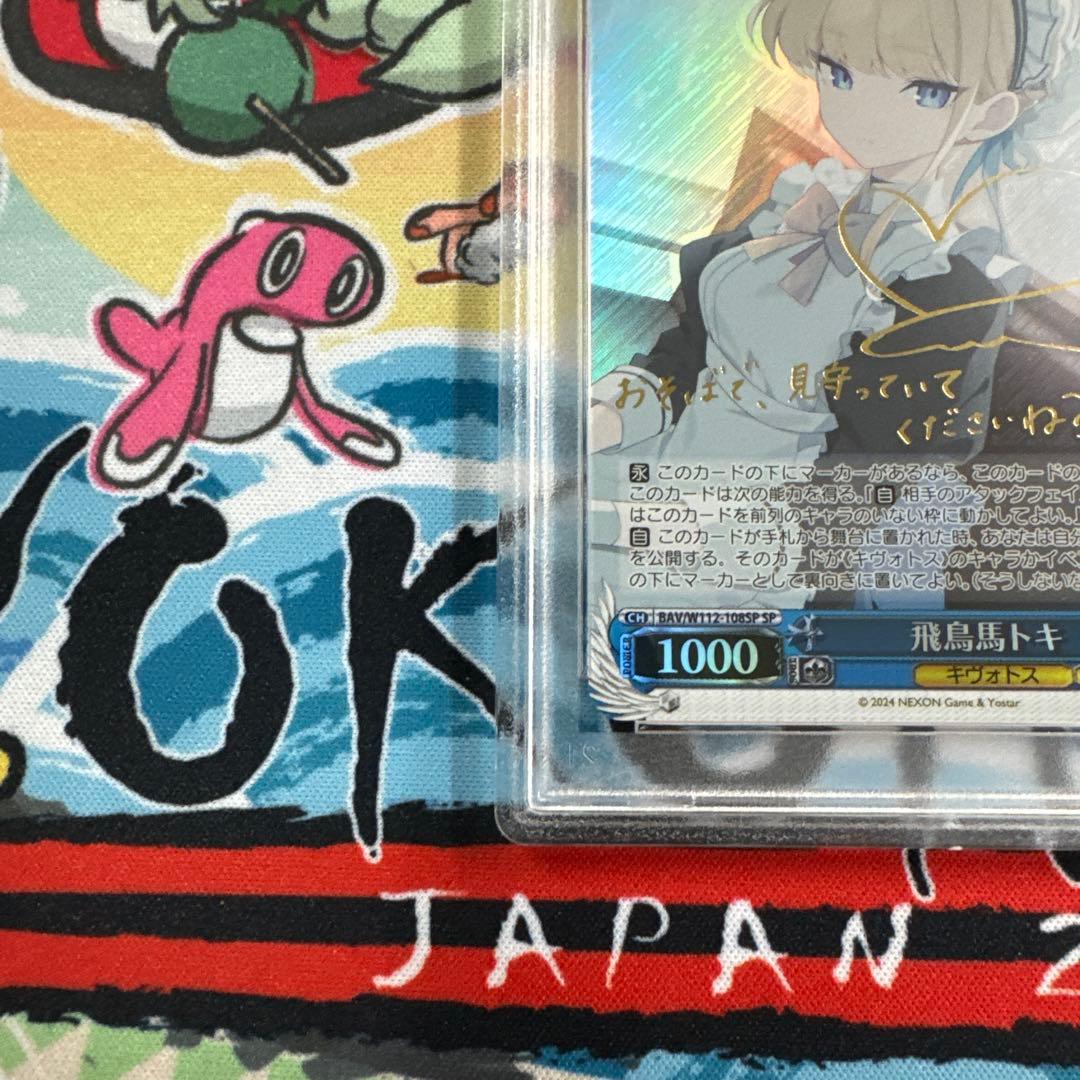 おそばで、見守っていて
くださいね
永 このカードの下にマーカーがあるなら、このカードの
このカードは次の能力を得る。「自 相手のアタックフェイ
はこのカードを前列のキャラのいない枠に動かしてよい。」
自 このカードが手札から舞台に置かれた時、あなたは自分
を公開する。そのカードが《キヴォトス》のキャラかイベ
の下にマーカーとして裏向きに置いてよい。（こうしないな
CH BAV/W112-108SP SP
POWER 1000 飛鳥馬トキ
キヴォトス
© 2024 NEXON Game & Yostar
YOK
JAPAN 2